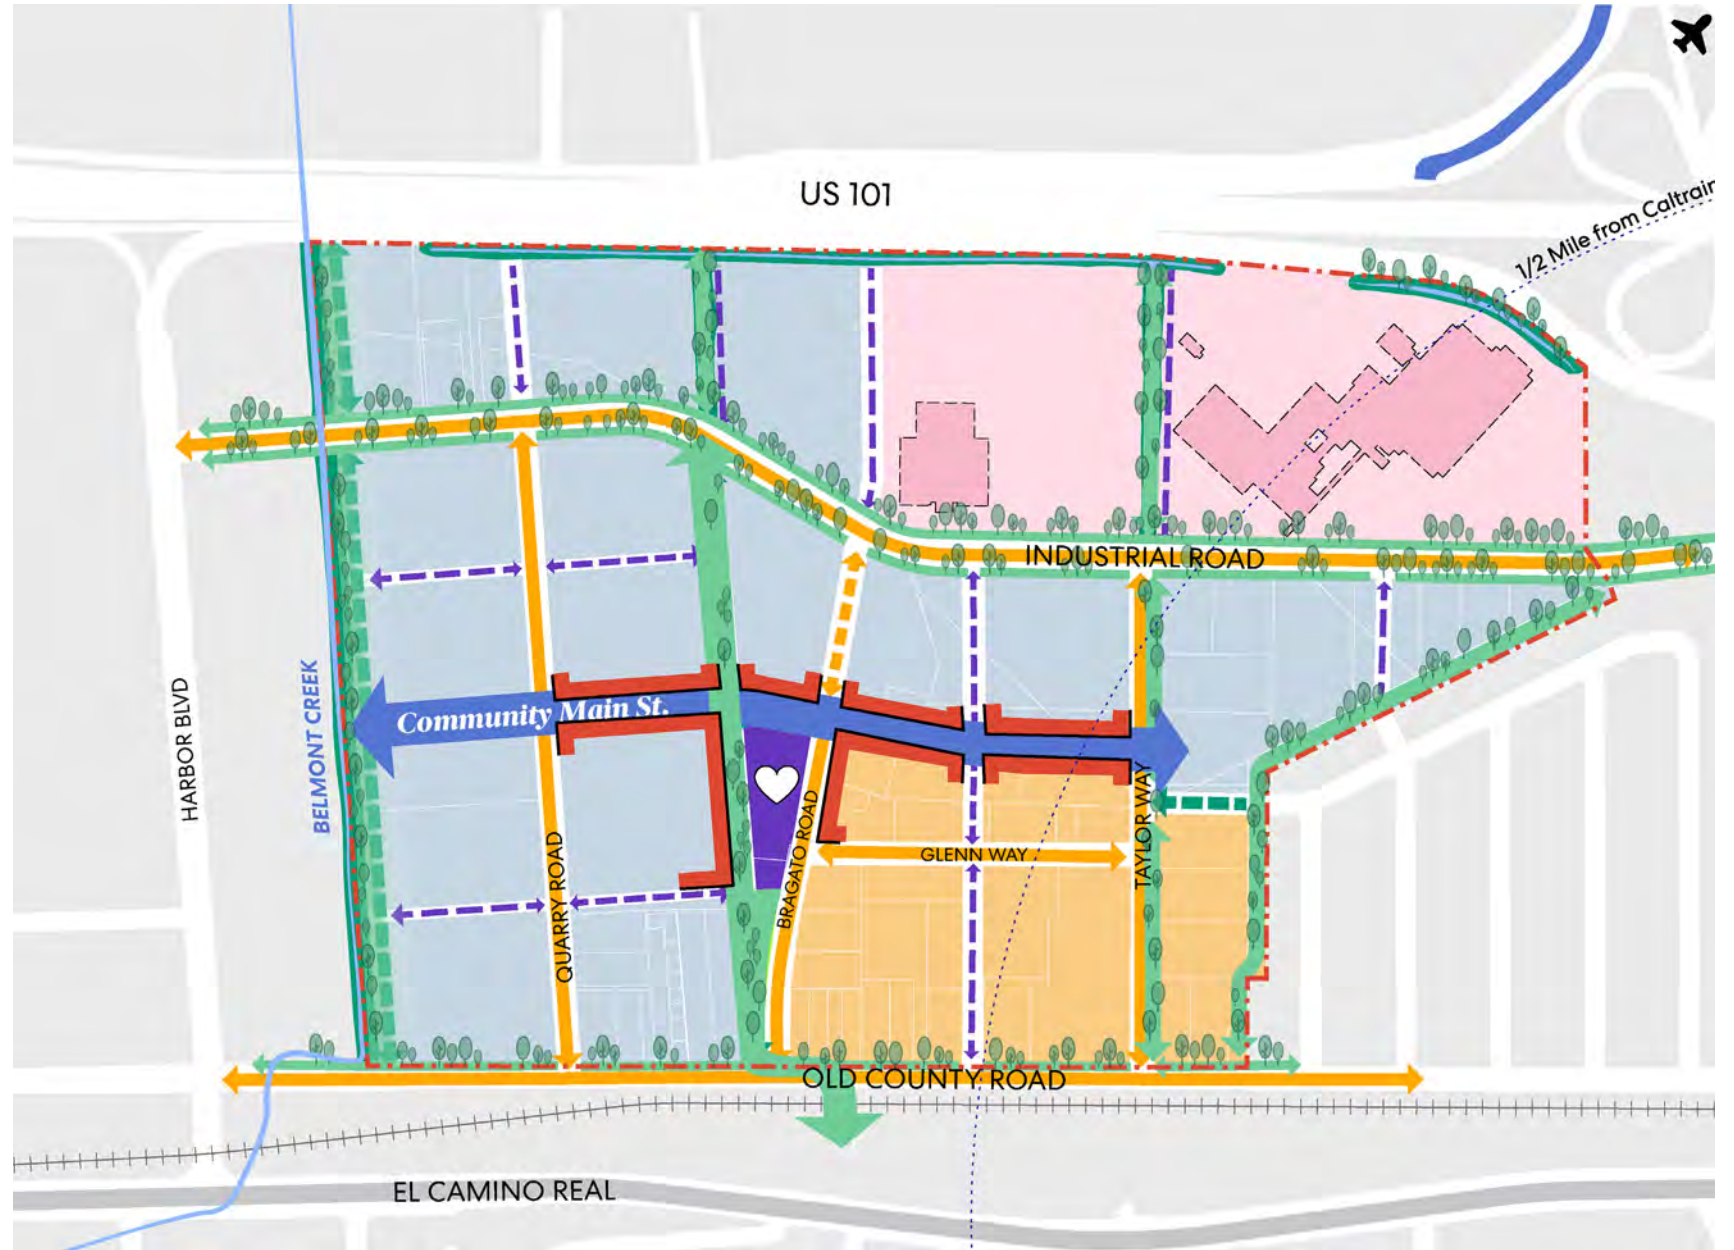 US 101
1/2 Mile from Caltrain
INDUSTRIAL ROAD
HARBOR BLVD
BELMONT CREEK
Community Main St.
QUARRY ROAD
BRAGATO ROAD
GLENN WAY
TAYLOR WAY
OLD COUNTY ROAD
EL CAMINO REAL